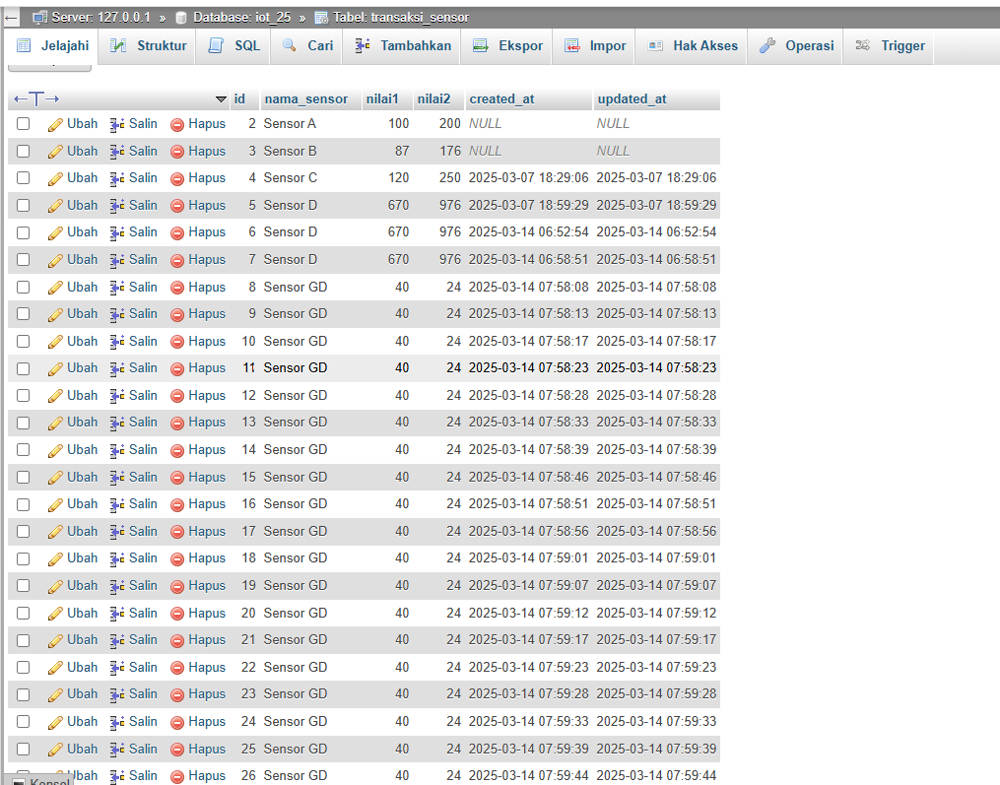 Server: 127.0.0.1 » Database: iot_25 » Tabel: transaksi_sensor
Jelajahi Struktur SQL Cari Tambahkan Ekspor Impor Hak Akses Operasi Trigger
id nama_sensor nilai1 nilai2 created_at updated_at
Ubah Salin Hapus 2 Sensor A 100 200 NULL NULL
Ubah Salin Hapus 3 Sensor B 87 176 NULL NULL
Ubah Salin Hapus 4 Sensor C 120 250 2025-03-07 18:29:06 2025-03-07 18:29:06
Ubah Salin Hapus 5 Sensor D 670 976 2025-03-07 18:59:29 2025-03-07 18:59:29
Ubah Salin Hapus 6 Sensor D 670 976 2025-03-14 06:52:54 2025-03-14 06:52:54
Ubah Salin Hapus 7 Sensor D 670 976 2025-03-14 06:58:51 2025-03-14 06:58:51
Ubah Salin Hapus 8 Sensor GD 40 24 2025-03-14 07:58:08 2025-03-14 07:58:08
Ubah Salin Hapus 9 Sensor GD 40 24 2025-03-14 07:58:13 2025-03-14 07:58:13
Ubah Salin Hapus 10 Sensor GD 40 24 2025-03-14 07:58:17 2025-03-14 07:58:17
Ubah Salin Hapus 11 Sensor GD 40 24 2025-03-14 07:58:23 2025-03-14 07:58:23
Ubah Salin Hapus 12 Sensor GD 40 24 2025-03-14 07:58:28 2025-03-14 07:58:28
Ubah Salin Hapus 13 Sensor GD 40 24 2025-03-14 07:58:33 2025-03-14 07:58:33
Ubah Salin Hapus 14 Sensor GD 40 24 2025-03-14 07:58:39 2025-03-14 07:58:39
Ubah Salin Hapus 15 Sensor GD 40 24 2025-03-14 07:58:46 2025-03-14 07:58:46
Ubah Salin Hapus 16 Sensor GD 40 24 2025-03-14 07:58:51 2025-03-14 07:58:51
Ubah Salin Hapus 17 Sensor GD 40 24 2025-03-14 07:58:56 2025-03-14 07:58:56
Ubah Salin Hapus 18 Sensor GD 40 24 2025-03-14 07:59:01 2025-03-14 07:59:01
Ubah Salin Hapus 19 Sensor GD 40 24 2025-03-14 07:59:07 2025-03-14 07:59:07
Ubah Salin Hapus 20 Sensor GD 40 24 2025-03-14 07:59:12 2025-03-14 07:59:12
Ubah Salin Hapus 21 Sensor GD 40 24 2025-03-14 07:59:17 2025-03-14 07:59:17
Ubah Salin Hapus 22 Sensor GD 40 24 2025-03-14 07:59:23 2025-03-14 07:59:23
Ubah Salin Hapus 23 Sensor GD 40 24 2025-03-14 07:59:28 2025-03-14 07:59:28
Ubah Salin Hapus 24 Sensor GD 40 24 2025-03-14 07:59:33 2025-03-14 07:59:33
Ubah Salin Hapus 25 Sensor GD 40 24 2025-03-14 07:59:39 2025-03-14 07:59:39
Ubah Salin Hapus 26 Sensor GD 40 24 2025-03-14 07:59:44 2025-03-14 07:59:44
Konsol